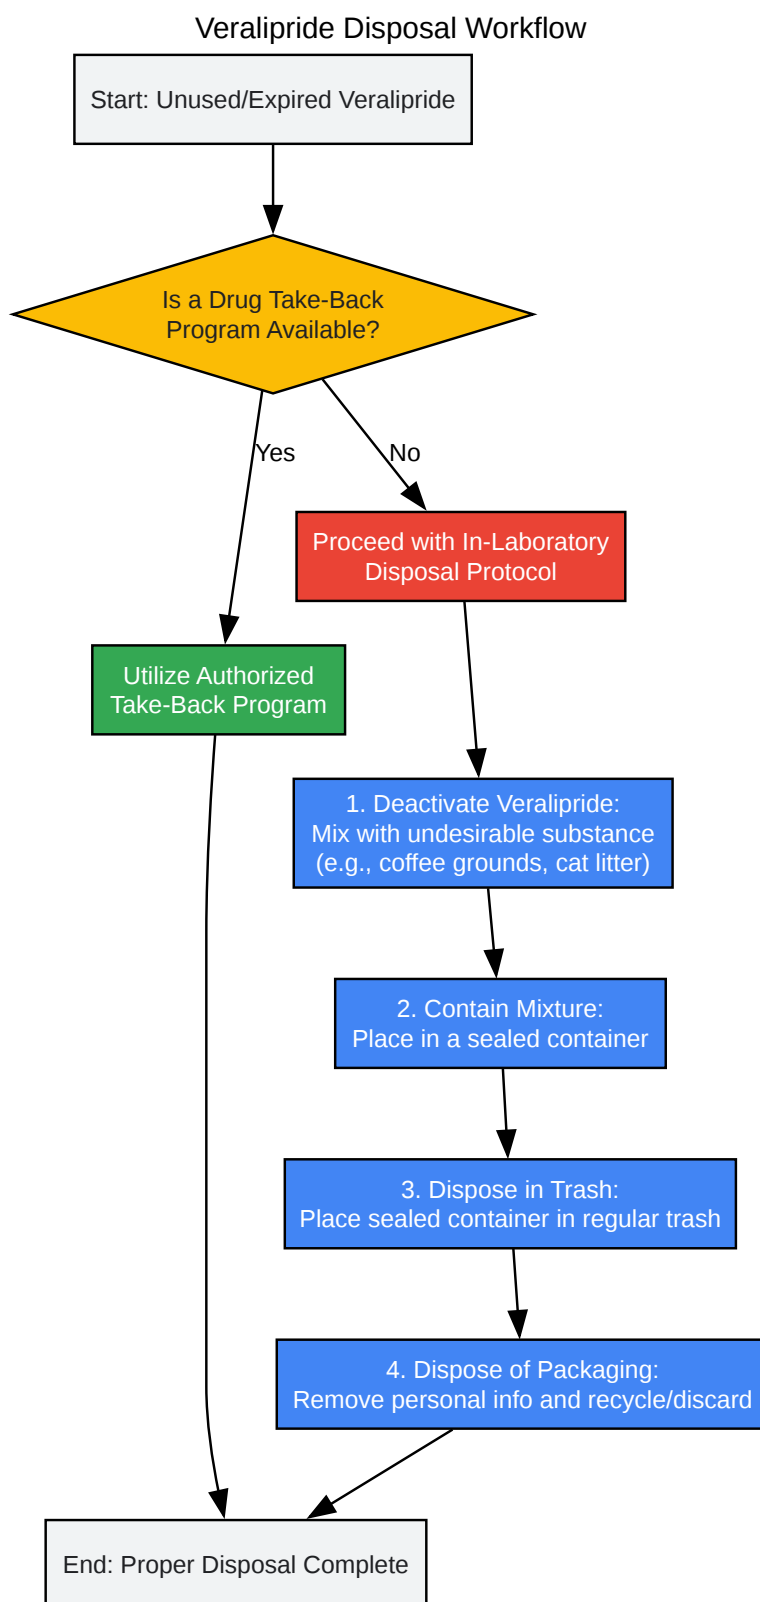 Veralipride Disposal Workflow
Start: Unused/Expired Veralipride
Is a Drug Take-Back
Program Available?
Yes
No
Proceed with In-Laboratory
Disposal Protocol
Utilize Authorized
Take-Back Program
1. Deactivate Veralipride:
Mix with undesirable substance
(e.g., coffee grounds, cat litter)
2. Contain Mixture:
Place in a sealed container
3. Dispose in Trash:
Place sealed container in regular trash
4. Dispose of Packaging:
Remove personal info and recycle/discard
End: Proper Disposal Complete